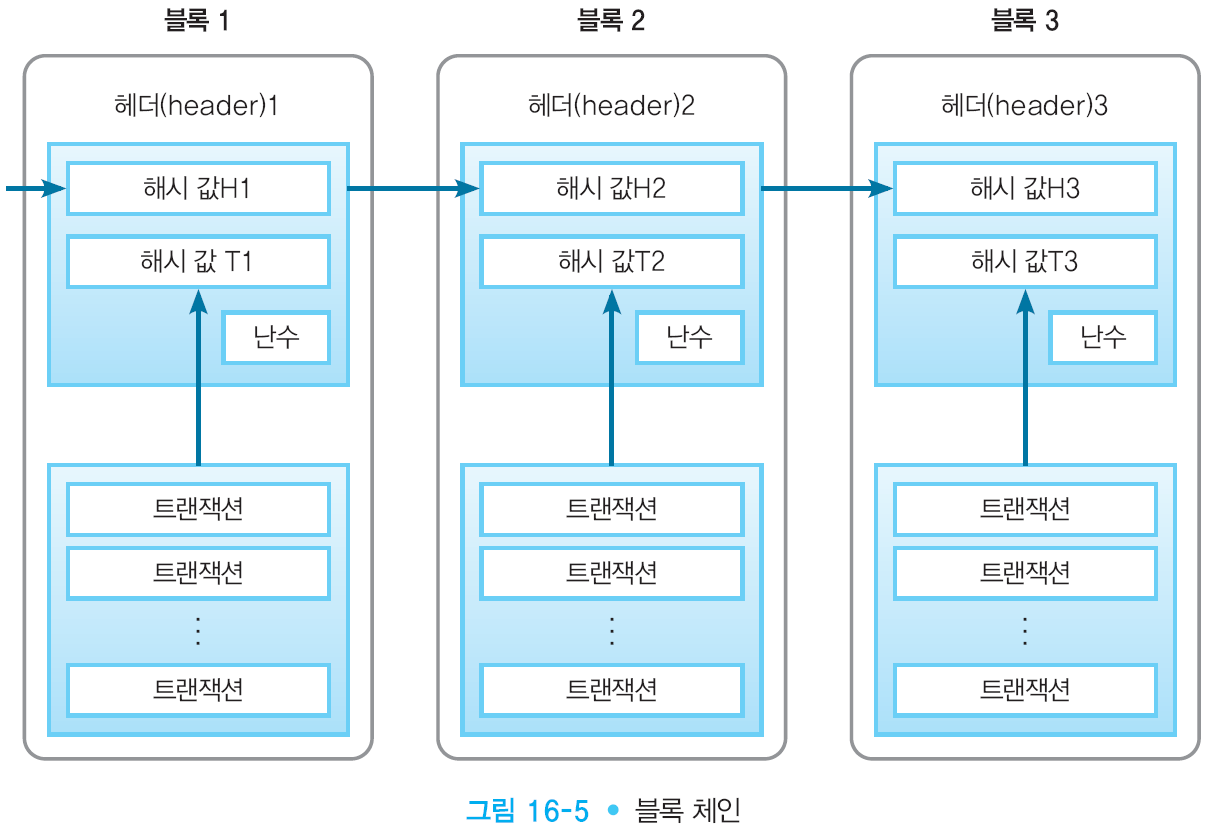 블록 1
헤더(header)1
해시 값H1
해시 값 T1
난수
트랜잭션
트랜잭션
⋮
트랜잭션
블록 2
헤더(header)2
해시 값H2
해시 값T2
난수
트랜잭션
트랜잭션
⋮
트랜잭션
블록 3
헤더(header)3
해시 값H3
해시 값T3
난수
트랜잭션
트랜잭션
⋮
트랜잭션
그림 16-5 • 블록 체인